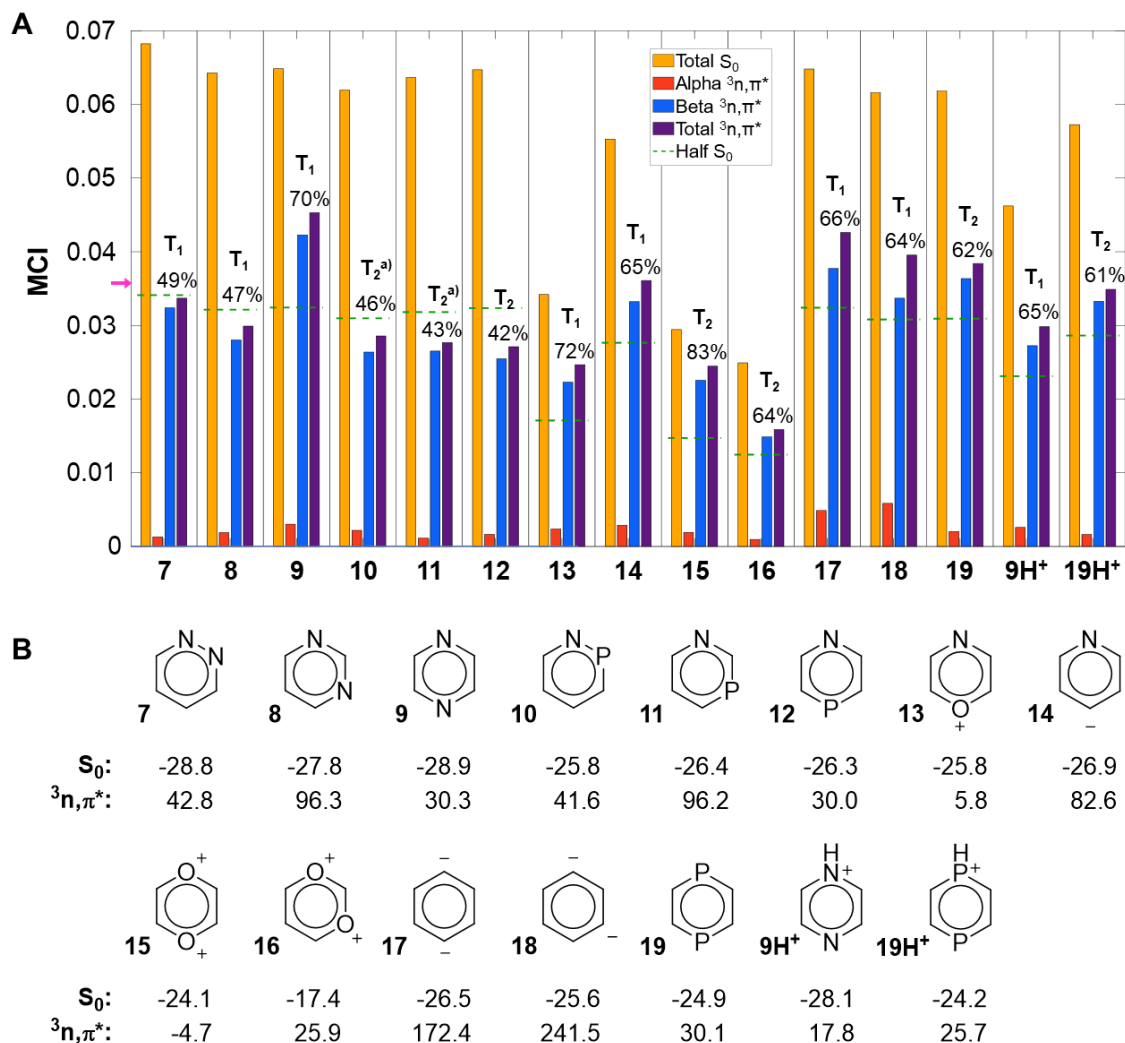 A
MCI
0.07
0.06
0.05
0.04
0.03
0.02
0.01
0
Total S₀
Alpha ³n,π*
Beta ³n,π*
Total ³n,π*
Half S₀
T₁
49%
T₁
47%
T₁
70%
T₂ᵃ⁾
46%
T₂ᵃ⁾
43%
T₂
42%
T₁
72%
T₁
65%
T₂
83%
T₂
64%
T₁
66%
T₁
64%
T₂
62%
T₁
65%
T₂
61%
7 8 9 10 11 12 13 14 15 16 17 18 19 9H⁺ 19H⁺
B
N N N N N N P N P N P N O + N −
7 8 9 10 11 12 13 14
S₀: -28.8 -27.8 -28.9 -25.8 -26.4 -26.3 -25.8 -26.9
³n,π*: 42.8 96.3 30.3 41.6 96.2 30.0 5.8 82.6
O + O + O + O + − − − − P P H N + N H P + P
15 16 17 18 19 9H⁺ 19H⁺
S₀: -24.1 -17.4 -26.5 -25.6 -24.9 -28.1 -24.2
³n,π*: -4.7 25.9 172.4 241.5 30.1 17.8 25.7